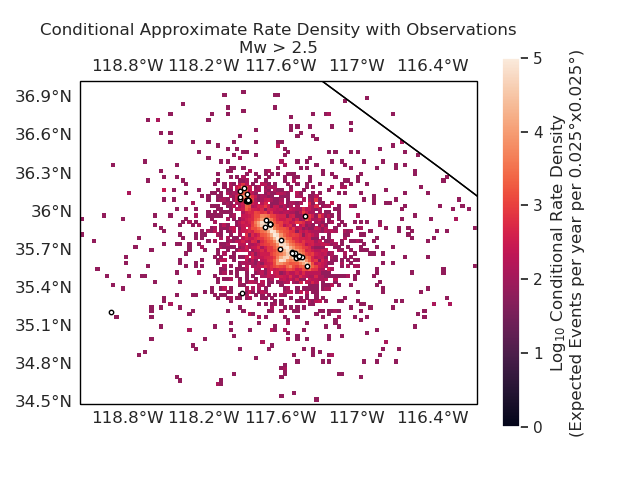 Conditional Approximate Rate Density with Observations
Mw > 2.5
118.8°W 118.2°W 117.6°W 117°W 116.4°W
36.9°N
36.6°N
36.3°N
36°N
35.7°N
35.4°N
35.1°N
34.8°N
34.5°N
118.8°W 118.2°W 117.6°W 117°W 116.4°W
5
4
3
2
1
0
Log₁₀ Conditional Rate Density
(Expected Events per year per 0.025°x0.025°)